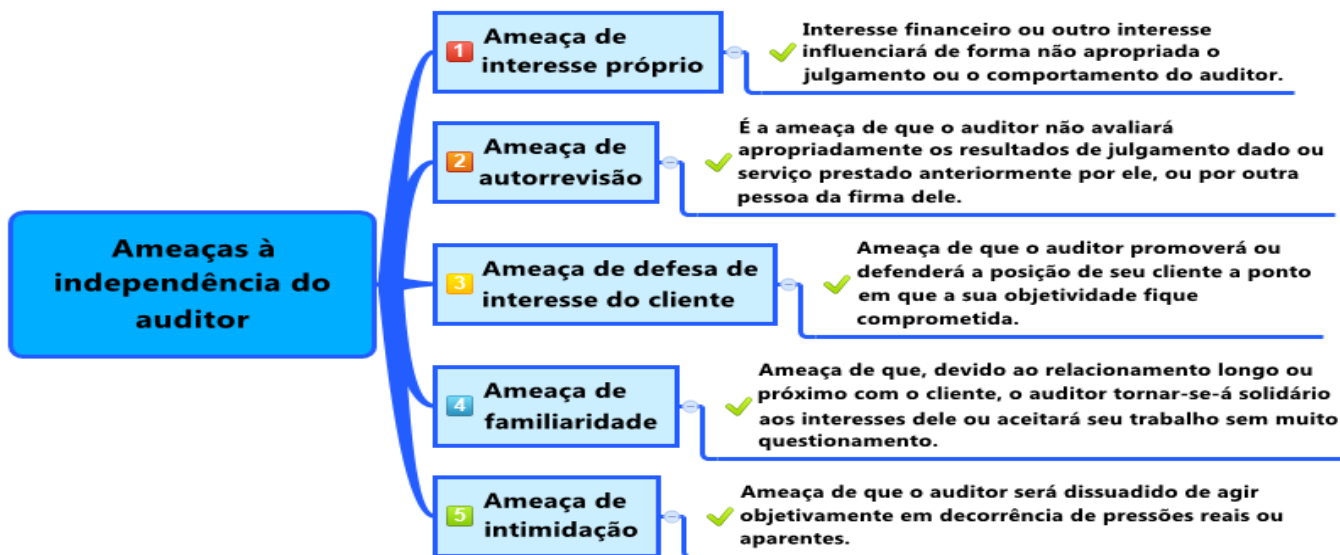 Ameaças à
independência do
auditor
1
Ameaça de
interesse próprio
Interesse financeiro ou outro interesse
influenciará de forma não apropriada o
julgamento ou o comportamento do auditor.
2
Ameaça de
autorrevisão
É a ameaça de que o auditor não avaliará
apropriadamente os resultados de julgamento dado ou
serviço prestado anteriormente por ele, ou por outra
pessoa da firma dele.
3
Ameaça de defesa de
interesse do cliente
Ameaça de que o auditor promoverá ou
defenderá a posição de seu cliente a ponto
em que a sua objetividade fique
comprometida.
4
Ameaça de
familiaridade
Ameaça de que, devido ao relacionamento longo ou
próximo com o cliente, o auditor tornar-se-á solidário
aos interesses dele ou aceitará seu trabalho sem muito
questionamento.
5
Ameaça de
intimidação
Ameaça de que o auditor será dissuadido de agir
objetivamente em decorrência de pressões reais ou
aparentes.